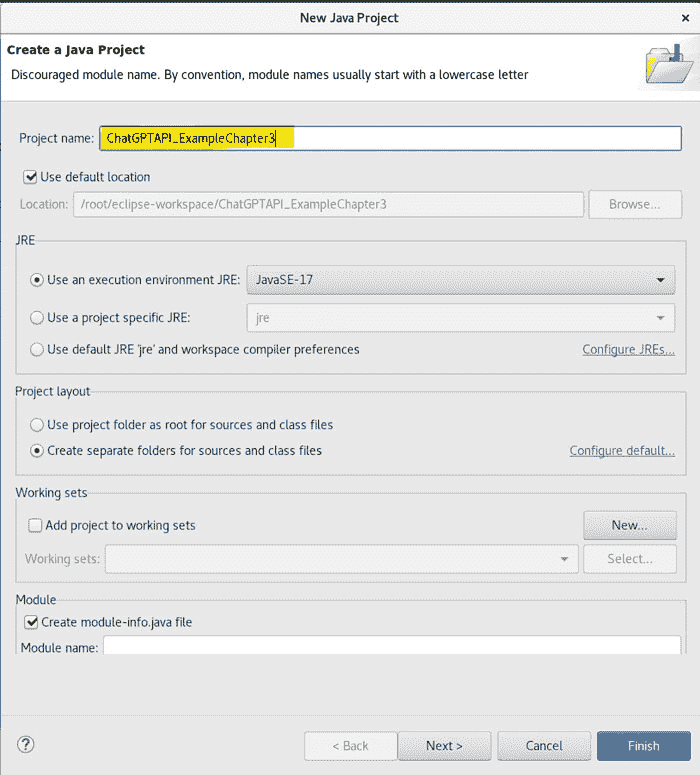 New Java Project
×
Create a Java Project
Discouraged module name. By convention, module names usually start with a lowercase letter
Project name: ChatGPTAPI_ExampleChapter3
Use default location
Location: /root/eclipse-workspace/ChatGPTAPI_ExampleChapter3 Browse...
JRE
Use an execution environment JRE: JavaSE-17
Use a project specific JRE: jre
Use default JRE 'jre' and workspace compiler preferences Configure JREs...
Project layout
Use project folder as root for sources and class files
Create separate folders for sources and class files Configure default...
Working sets
Add project to working sets New...
Working sets: Select...
Module
Create module-info.java file
Module name:
? < Back Next > Cancel Finish